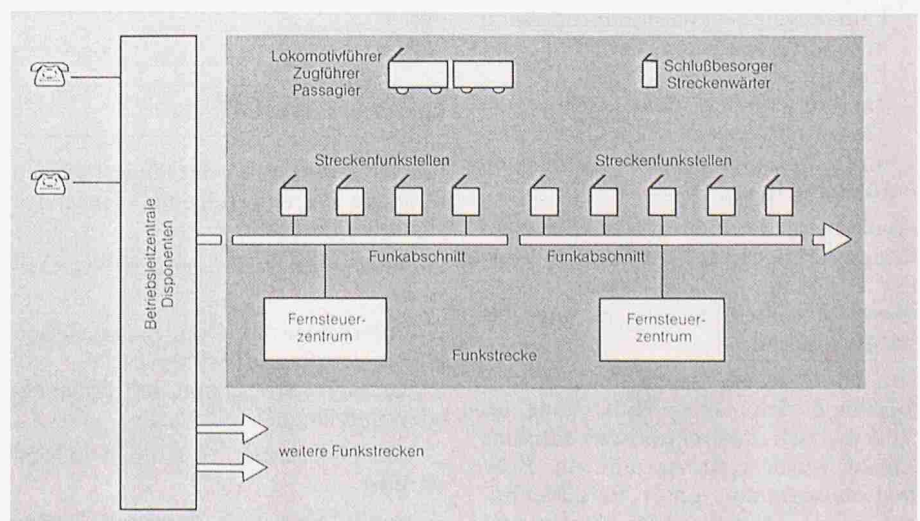 Lokomotivführer
Zugführer
Passagier
Schlußbesorger
Streckenwärter
Streckenfunkstellen
Streckenfunkstellen
Betriebsleitzentrale
Disponenten
Funkabschnitt
Funkabschnitt
Fernsteuer-
zentrum
Fernsteuer-
zentrum
Funkstrecke
weitere Funkstrecken